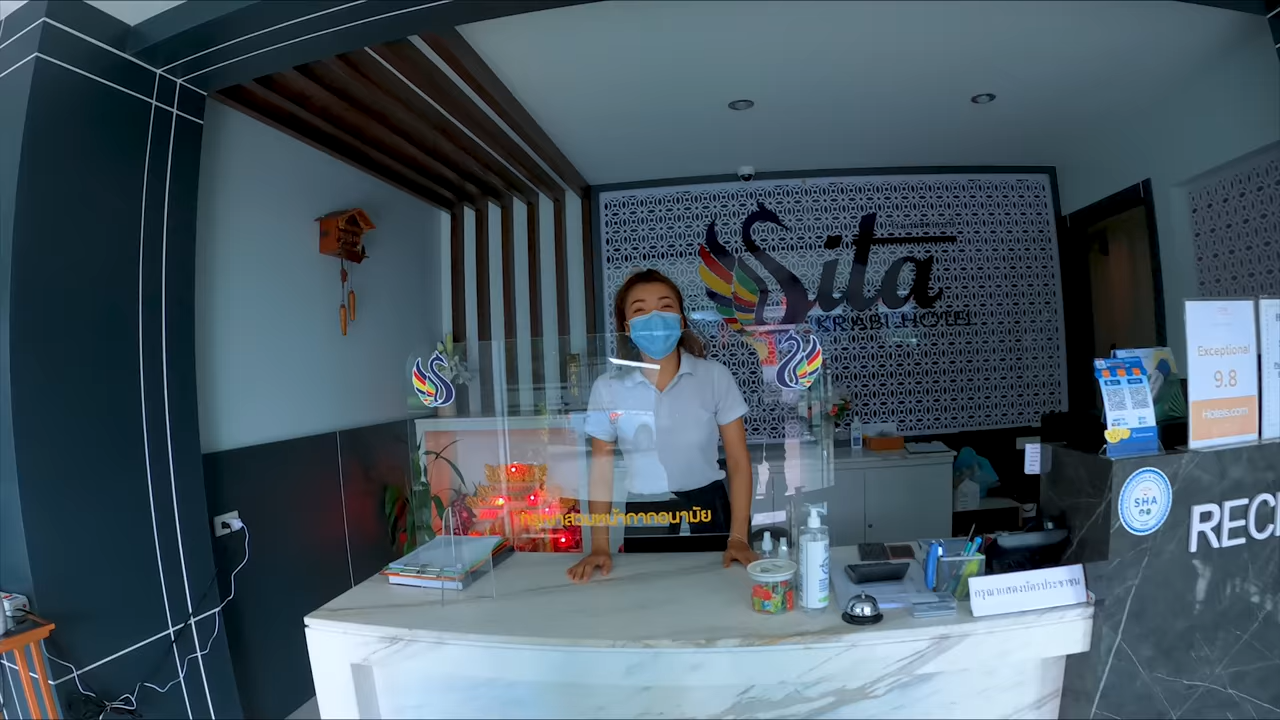 Sita
KRABI HOTEL
Exceptional
9.8
Hotels.com
SHA
REC
กรุณาสวมหน้ากากอนามัย
กรุณาแสดงบัตรประชาชน